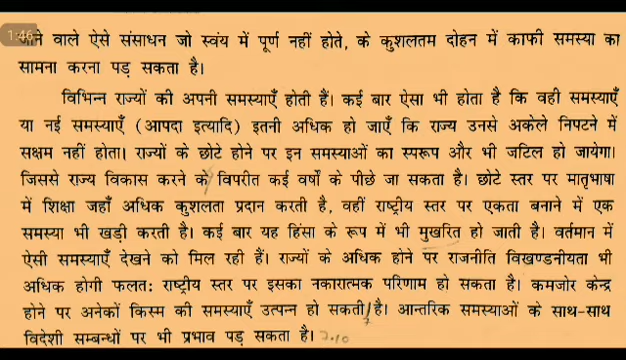 1:46
जाने वाले ऐसे संसाधन जो स्वंय में पूर्ण नहीं होते, के कुशलतम दोहन में काफी समस्या का
सामना करना पड़ सकता है।
विभिन्न राज्यों की अपनी समस्याएँ होती हैं। कई बार ऐसा भी होता है कि वही समस्याएँ
या नई समस्याएँ (आपदा इत्यादि) इतनी अधिक हो जाएँ कि राज्य उनसे अकेले निपटने में
सक्षम नहीं होता। राज्यों के छोटे होने पर इन समस्याओं का स्परूप और भी जटिल हो जायेगा।
जिससे राज्य विकास करने के विपरीत कई वर्षों के पीछे जा सकता है। छोटे स्तर पर मातृभाषा
में शिक्षा जहाँ अधिक कुशलता प्रदान करती है, वहीं राष्ट्रीय स्तर पर एकता बनाने में एक
समस्या भी खड़ी करती है। कई बार यह हिंसा के रूप में भी मुखरित हो जाती है। वर्तमान में
ऐसी समस्याएँ देखने को मिल रही हैं। राज्यों के अधिक होने पर राजनीति विखण्डनीयता भी
अधिक होगी फलत: राष्ट्रीय स्तर पर इसका नकारात्मक परिणाम हो सकता है। कमजोर केन्द्र
होने पर अनेकों किस्म की समस्याएँ उत्पन्न हो सकती है। आन्तरिक समस्याओं के साथ-साथ
विदेशी सम्बन्धों पर भी प्रभाव पड़ सकता है।